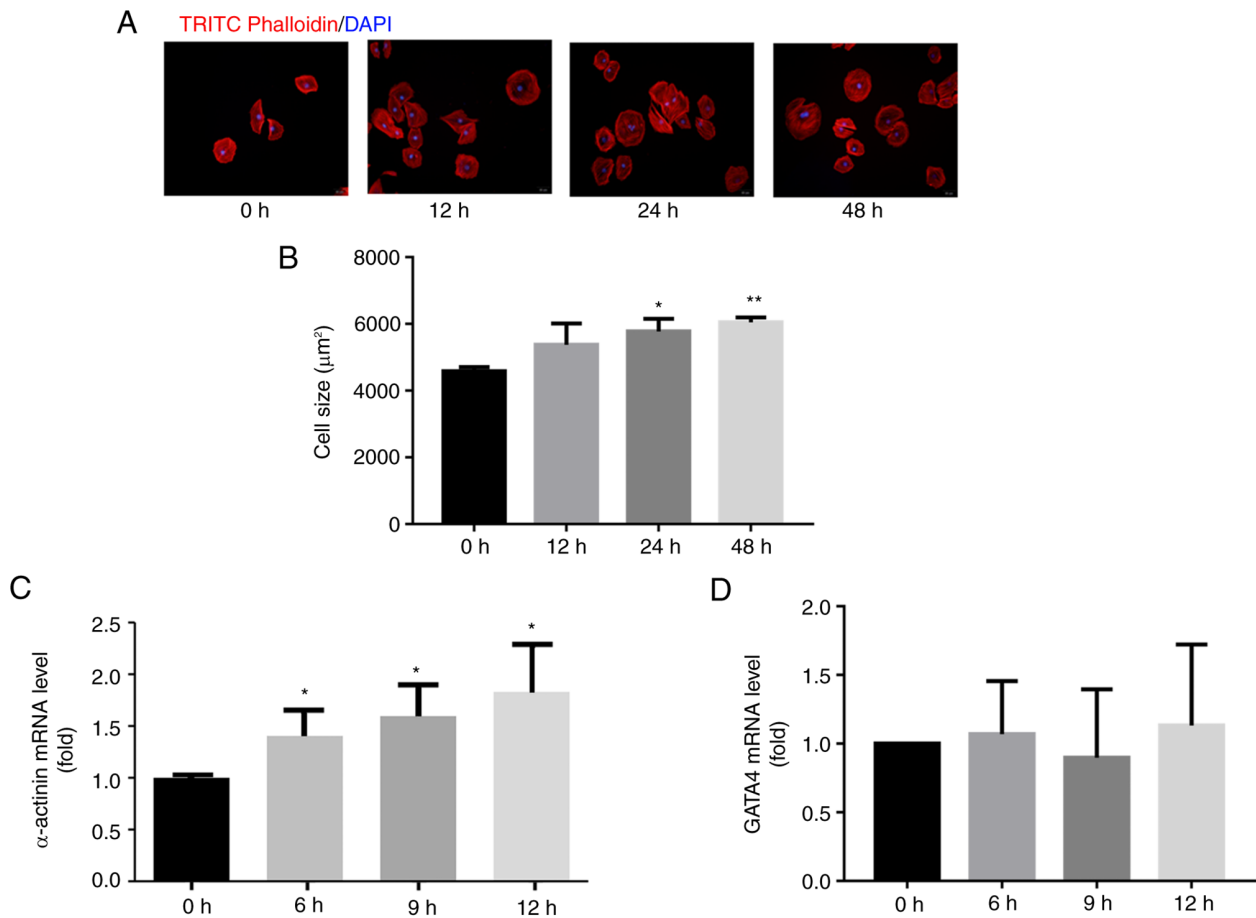 A
TRITC Phalloidin/DAPI
0 h
12 h
24 h
48 h
B
Cell size (µm²)
8000
6000
4000
2000
0
*
**
0 h
12 h
24 h
48 h
C
α-actinin mRNA level
(fold)
2.5
2.0
1.5
1.0
0.5
0.0
*
*
*
0 h
6 h
9 h
12 h
D
GATA4 mRNA level
(fold)
2.0
1.5
1.0
0.5
0.0
0 h
6 h
9 h
12 h